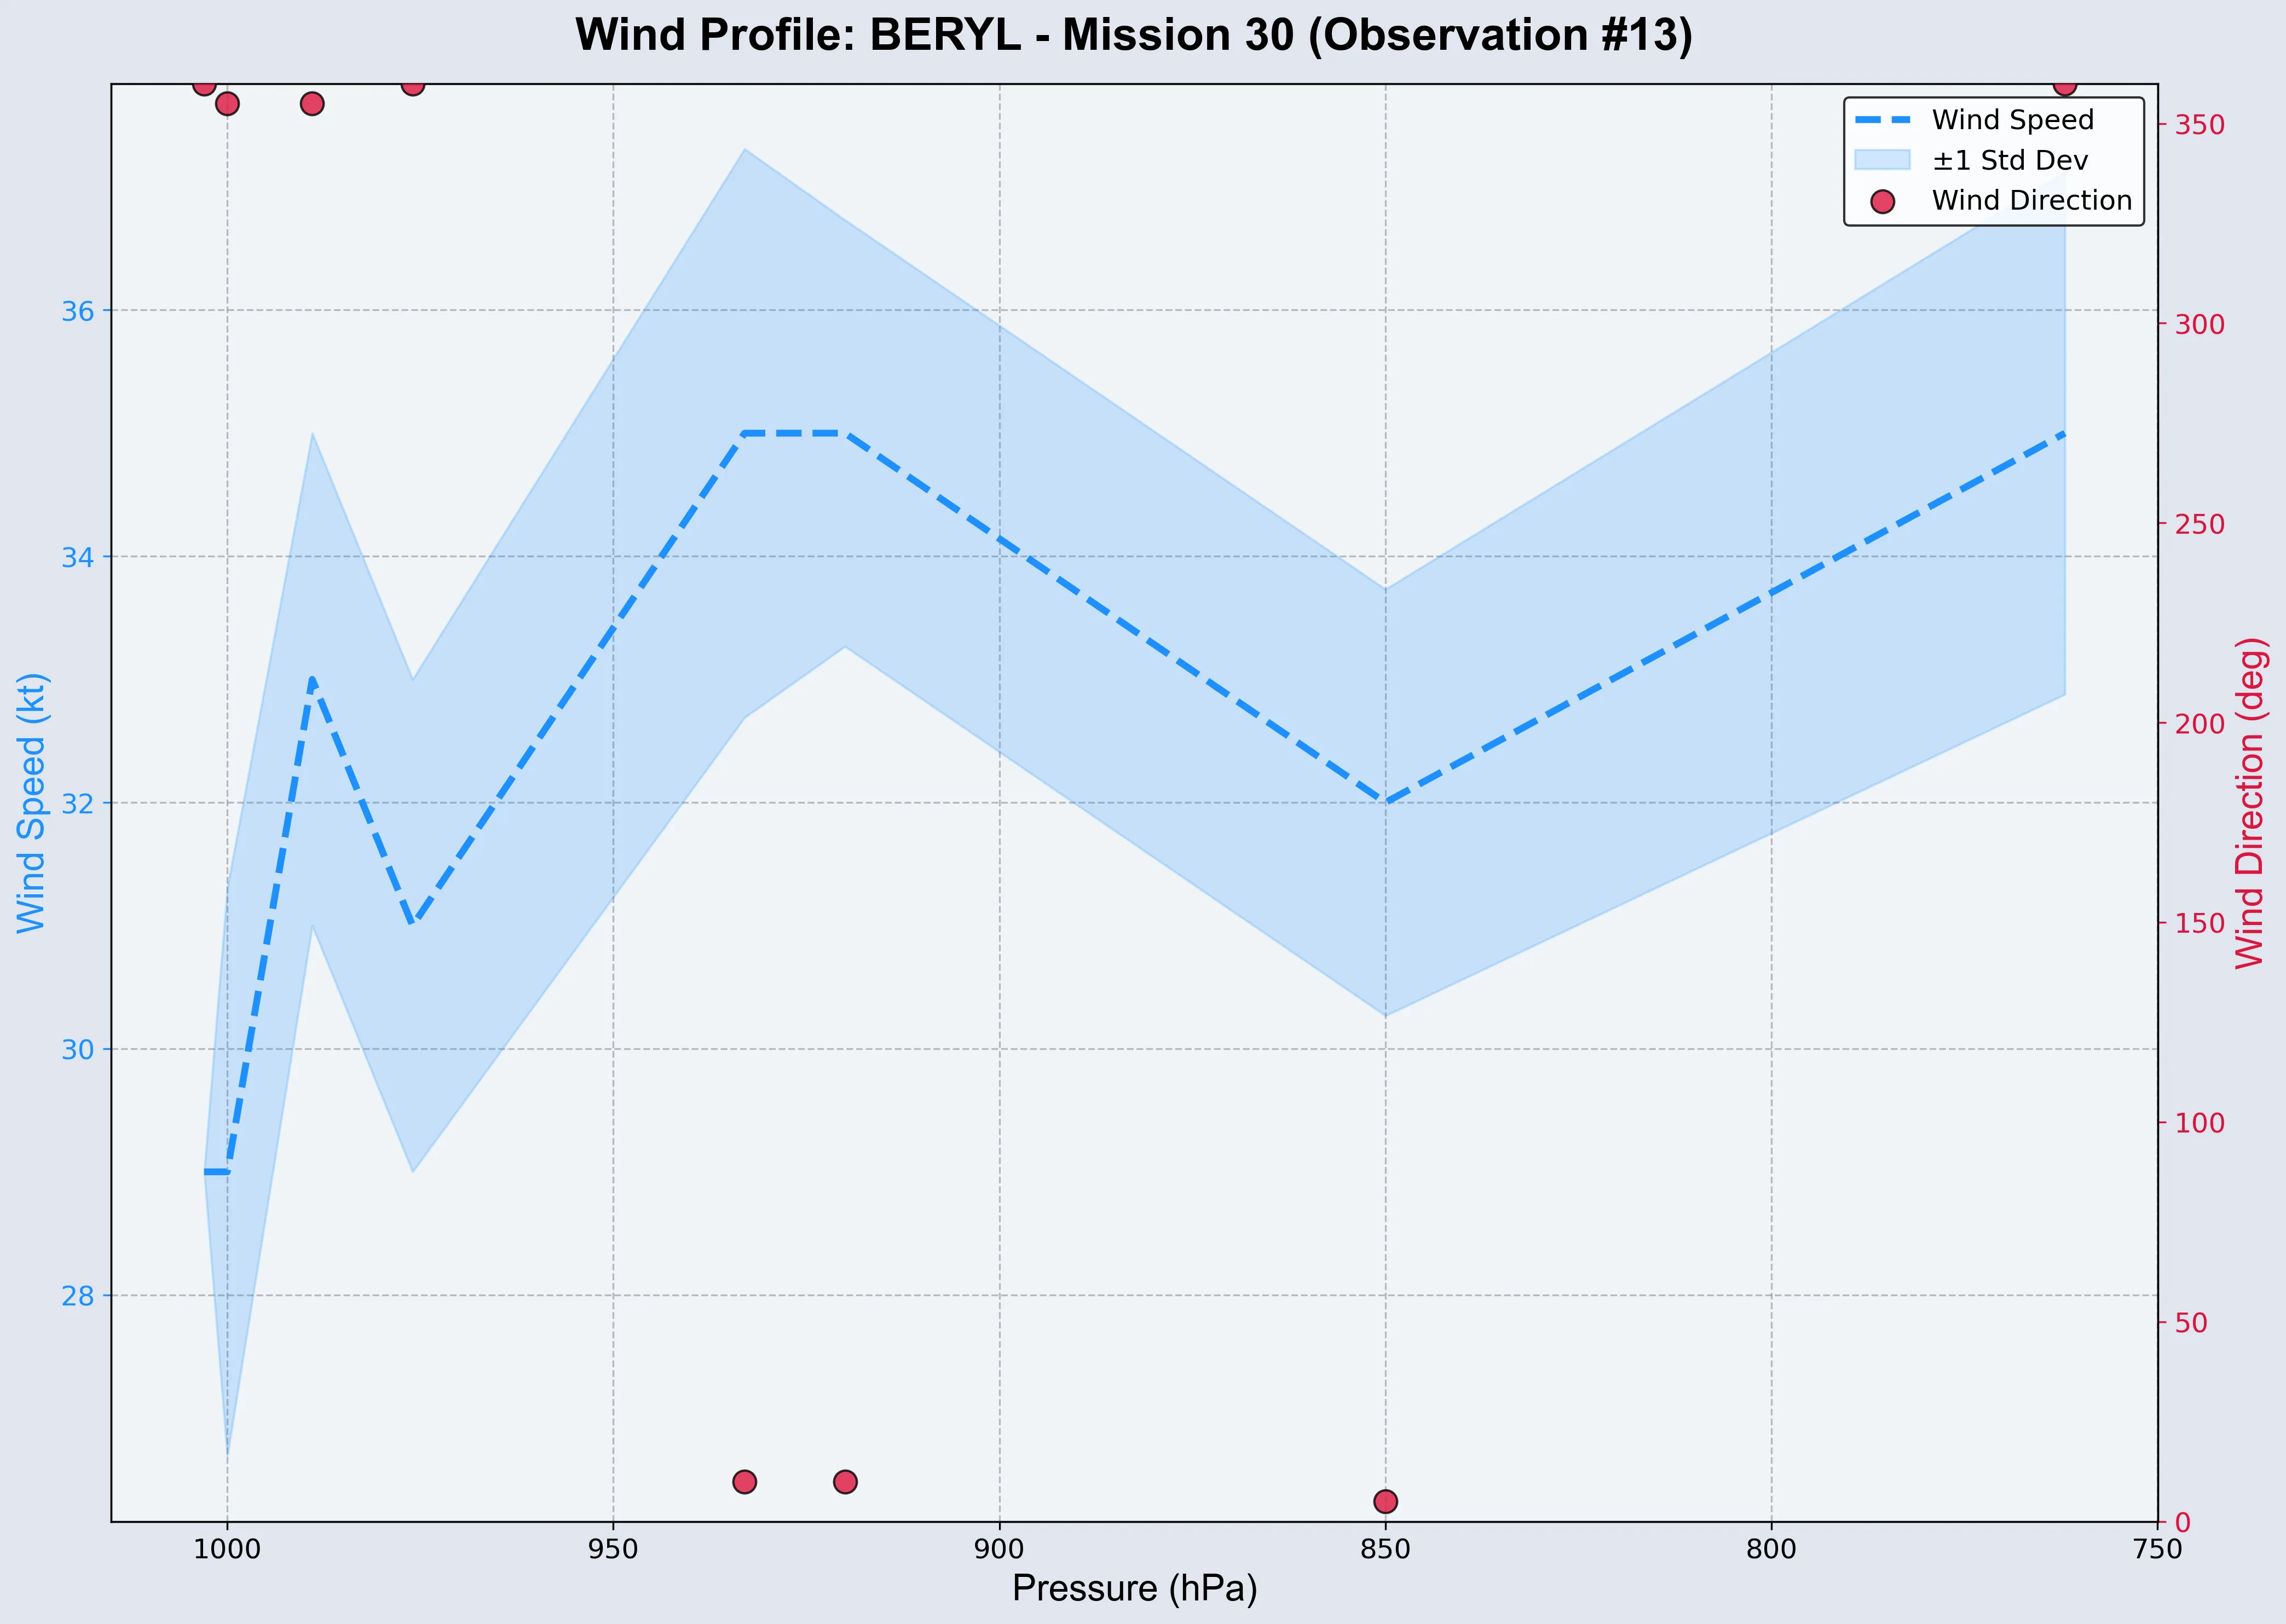 Wind Profile: BERYL - Mission 30 (Observation #13)
Wind Speed
±1 Std Dev
Wind Direction
36
34
32
30
28
Wind Speed (kt)
350
300
250
200
150
100
50
0
Wind Direction (deg)
1000
950
900
850
800
750
Pressure (hPa)